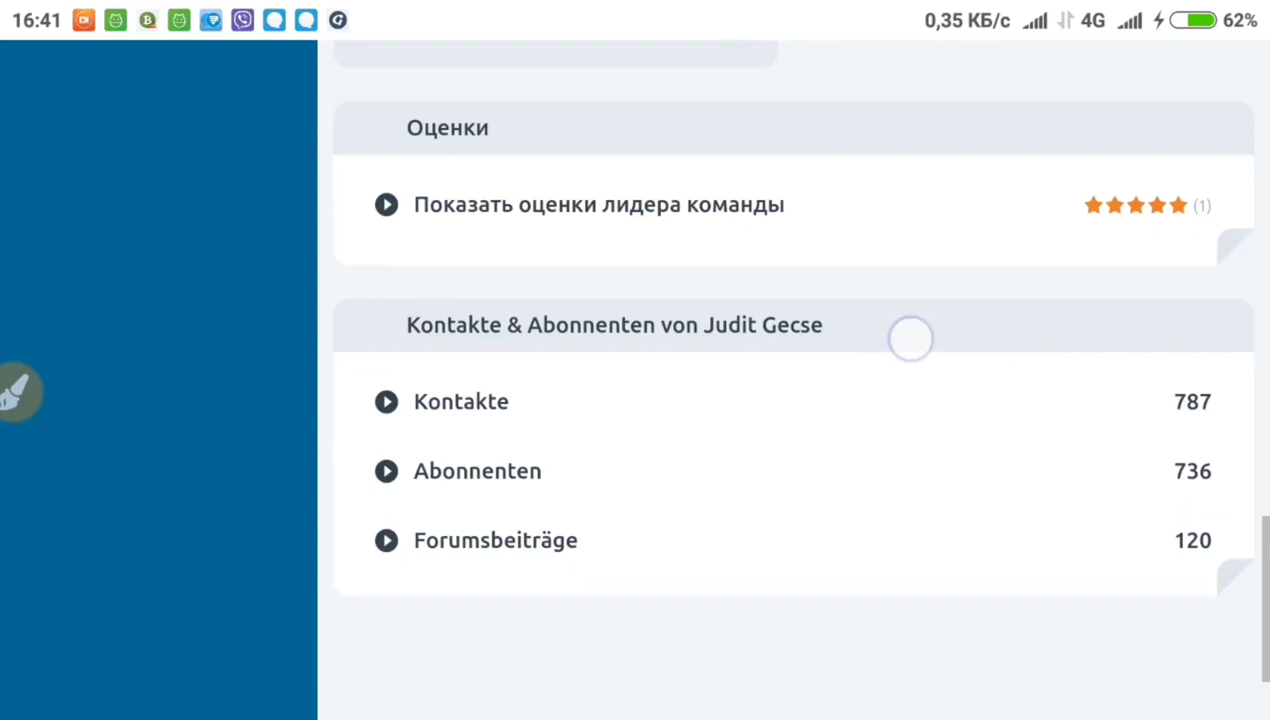 16:41 0,35 КБ/с 4G 62%
Оценки
Показать оценки лидера команды (1)
Kontakte & Abonnenten von Judit Gecse
Kontakte 787
Abonnenten 736
Forumsbeiträge 120